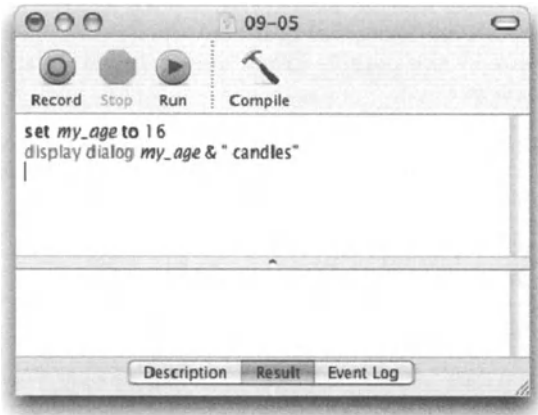 09-05
Record Stop Run Compile
set my_age to 16
display dialog my_age & " candles"
Description Result Event Log